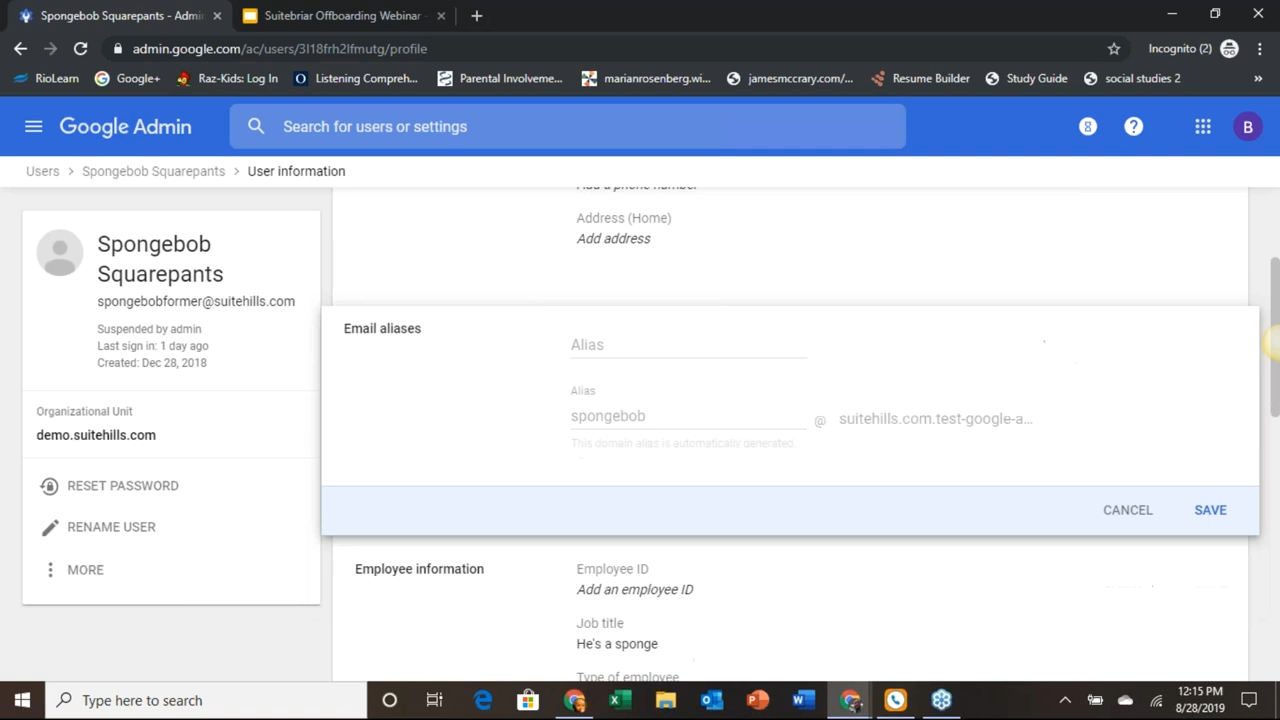 Spongebob Squarepants - Admin
Suitebriar Offboarding Webinar -
admin.google.com/ac/users/3l18frh2lfmutg/profile
Incognito (2)
RioLearn
Google+
Raz-Kids: Log In
Listening Compreh...
Parental Involveme...
marianrosenberg.wi...
jamesmccrary.com/...
Resume Builder
Study Guide
social studies 2
Google Admin
Search for users or settings
B
Users > Spongebob Squarepants > User information
Add a phone number
Address (Home)
Add address
Spongebob
Squarepants
spongebobformer@suitehills.com
Suspended by admin
Last sign in: 1 day ago
Created: Dec 28, 2018
Organizational Unit
demo.suitehills.com
RESET PASSWORD
RENAME USER
MORE
Email aliases
Alias
Alias
spongebob @ suitehills.com.test-google-a...
This domain alias is automatically generated.
CANCEL SAVE
Employee information
Employee ID
Add an employee ID
Job title
He's a sponge
Type of employee
Type here to search
12:15 PM
8/28/2019